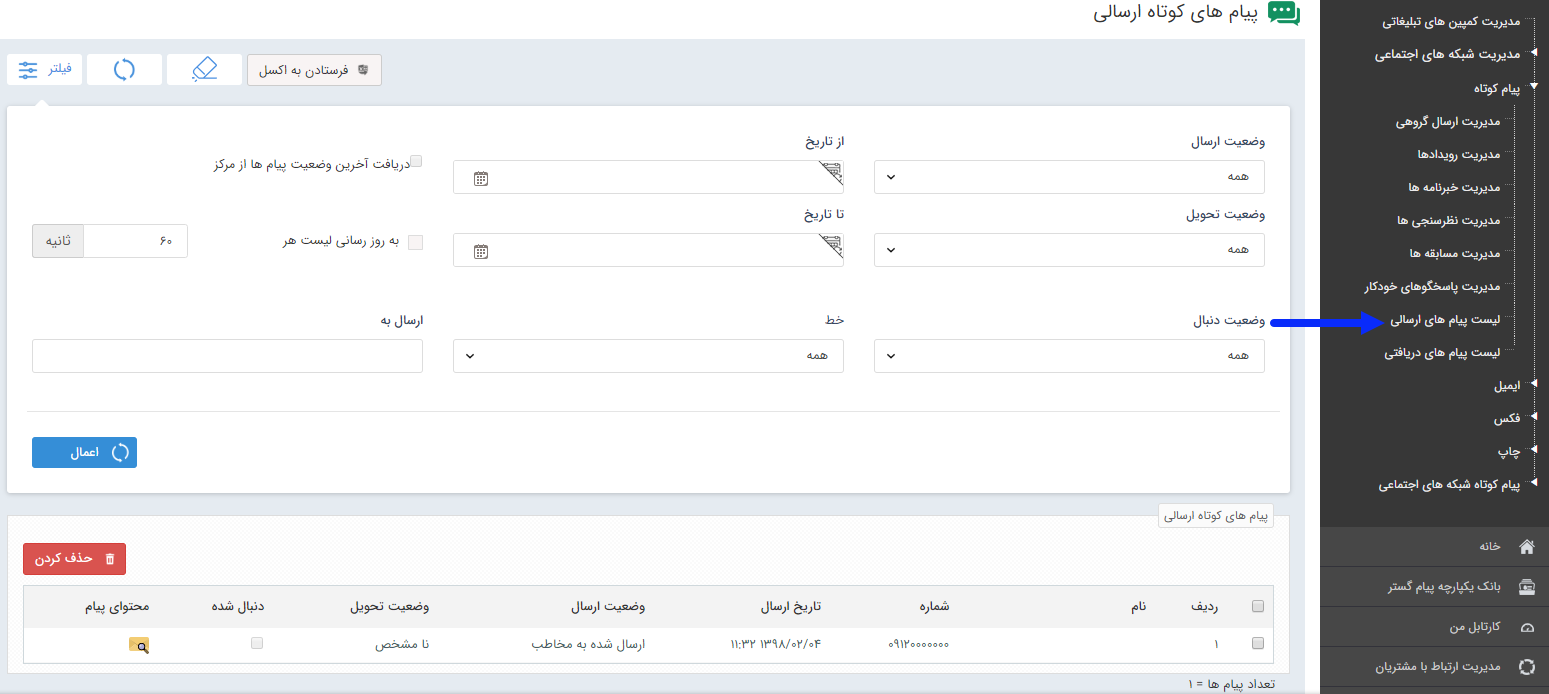 مدیریت کمپین های تبلیغاتی
مدیریت شبکه های اجتماعی
پیام کوتاه
مدیریت ارسال گروهی
مدیریت رویدادها
مدیریت خبرنامه ها
مدیریت نظرسنجی ها
مدیریت مسابقه ها
مدیریت پاسخگوهای خودکار
لیست پیام های ارسالی
لیست پیام های دریافتی
ایمیل
فکس
چاپ
پیام کوتاه شبکه های اجتماعی
خانه
بانک یکپارچه پیام گستر
کارتابل من
مدیریت ارتباط با مشتریان
پیام های کوتاه ارسالی
فرستادن به اکسل
فیلتر
وضعیت ارسال
از تاریخ
دریافت آخرین وضعیت پیام ها از مرکز
همه
وضعیت تحویل
تا تاریخ
به روز رسانی لیست هر
۶۰
ثانیه
همه
وضعیت دنبال
خط
ارسال به
همه
همه
اعمال
پیام های کوتاه ارسالی
حذف کردن
ردیف نام شماره تاریخ ارسال وضعیت ارسال وضعیت تحویل دنبال شده محتوای پیام
۱ ۰۹۱۲۰۰۰۰۰۰۰ ۱۳۹۸/۰۲/۰۴ ۱۱:۳۲ ارسال شده به مخاطب نا مشخص
تعداد پیام ها = ۱